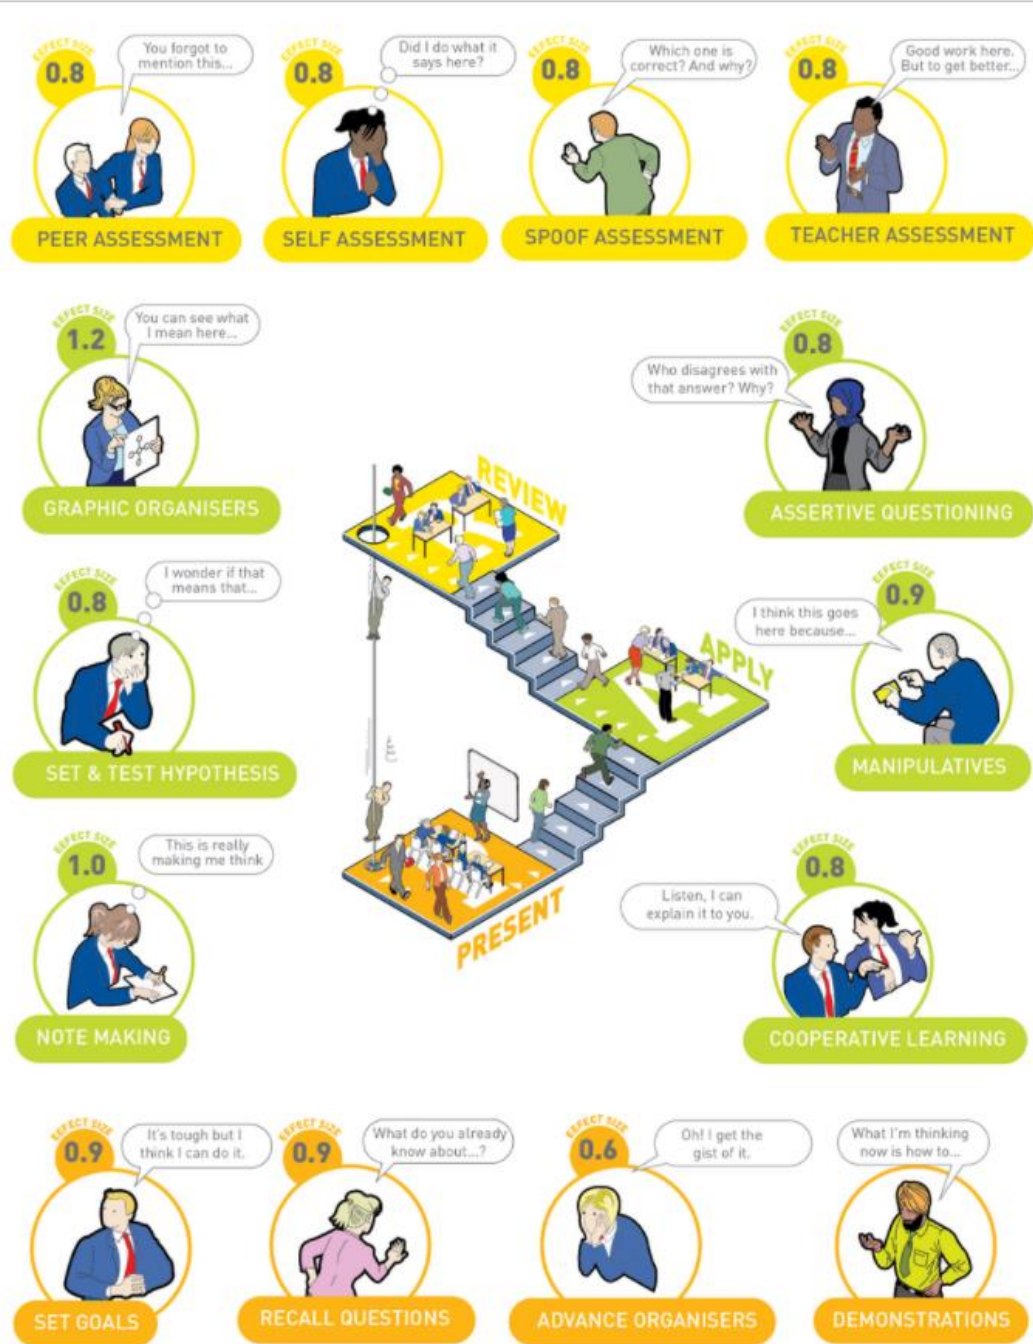 EFFECT SIZE
0.8
You forgot to
mention this...
PEER ASSESSMENT
EFFECT SIZE
0.8
Did I do what it
says here?
SELF ASSESSMENT
EFFECT SIZE
0.8
Which one is
correct? And why?
SPOOF ASSESSMENT
EFFECT SIZE
0.8
Good work here.
But to get better...
TEACHER ASSESSMENT
EFFECT SIZE
1.2
You can see what
I mean here...
GRAPHIC ORGANISERS
EFFECT SIZE
0.8
Who disagrees with
that answer? Why?
ASSERTIVE QUESTIONING
REVIEW
EFFECT SIZE
0.8
I wonder if that
means that...
SET & TEST HYPOTHESIS
APPLY
EFFECT SIZE
0.9
I think this goes
here because...
MANIPULATIVES
EFFECT SIZE
1.0
This is really
making me think
NOTE MAKING
PRESENT
EFFECT SIZE
0.8
Listen, I can
explain it to you.
COOPERATIVE LEARNING
EFFECT SIZE
0.9
It's tough but I
think I can do it.
SET GOALS
EFFECT SIZE
0.9
What do you already
know about...?
RECALL QUESTIONS
EFFECT SIZE
0.6
Oh! I get the
gist of it.
ADVANCE ORGANISERS
What I'm thinking
now is how to...
DEMONSTRATIONS